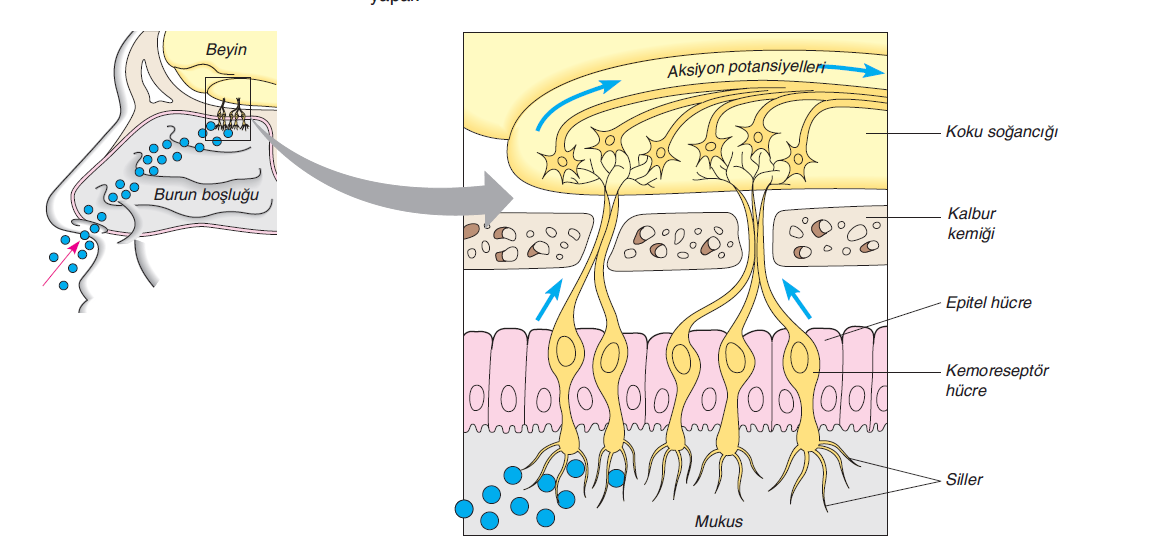 Beyin
Burun boşluğu
Aksiyon potansiyelleri
Koku soğancığı
Kalbur
kemiği
Epitel hücre
Kemoreseptör
hücre
Siller
Mukus